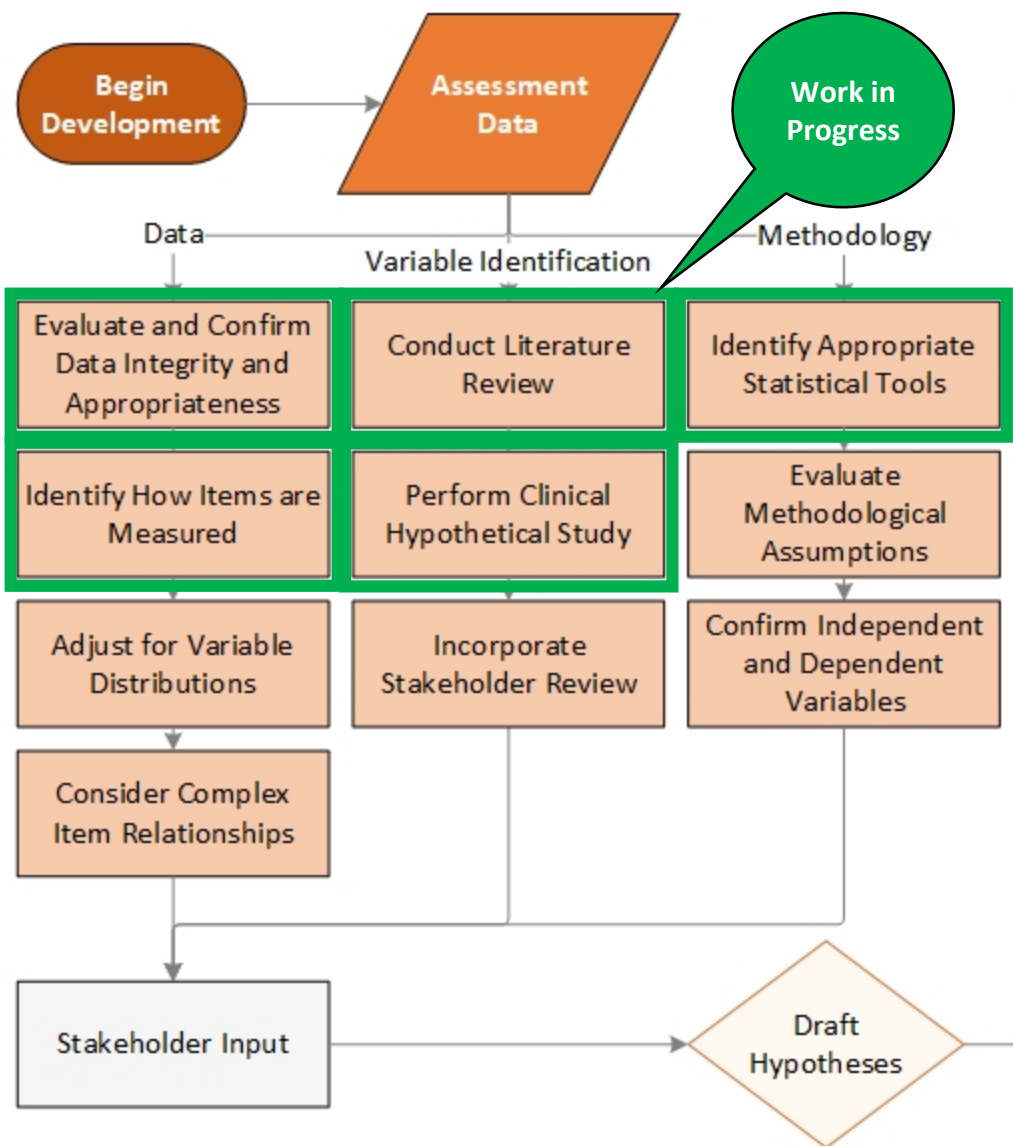 Begin
Development
Assessment
Data
Work in
Progress
Data
Variable Identification
Methodology
Evaluate and Confirm
Data Integrity and
Appropriateness
Conduct Literature
Review
Identify Appropriate
Statistical Tools
Identify How Items are
Measured
Perform Clinical
Hypothetical Study
Evaluate
Methodological
Assumptions
Adjust for Variable
Distributions
Incorporate
Stakeholder Review
Confirm Independent
and Dependent
Variables
Consider Complex
Item Relationships
Stakeholder Input
Draft
Hypotheses